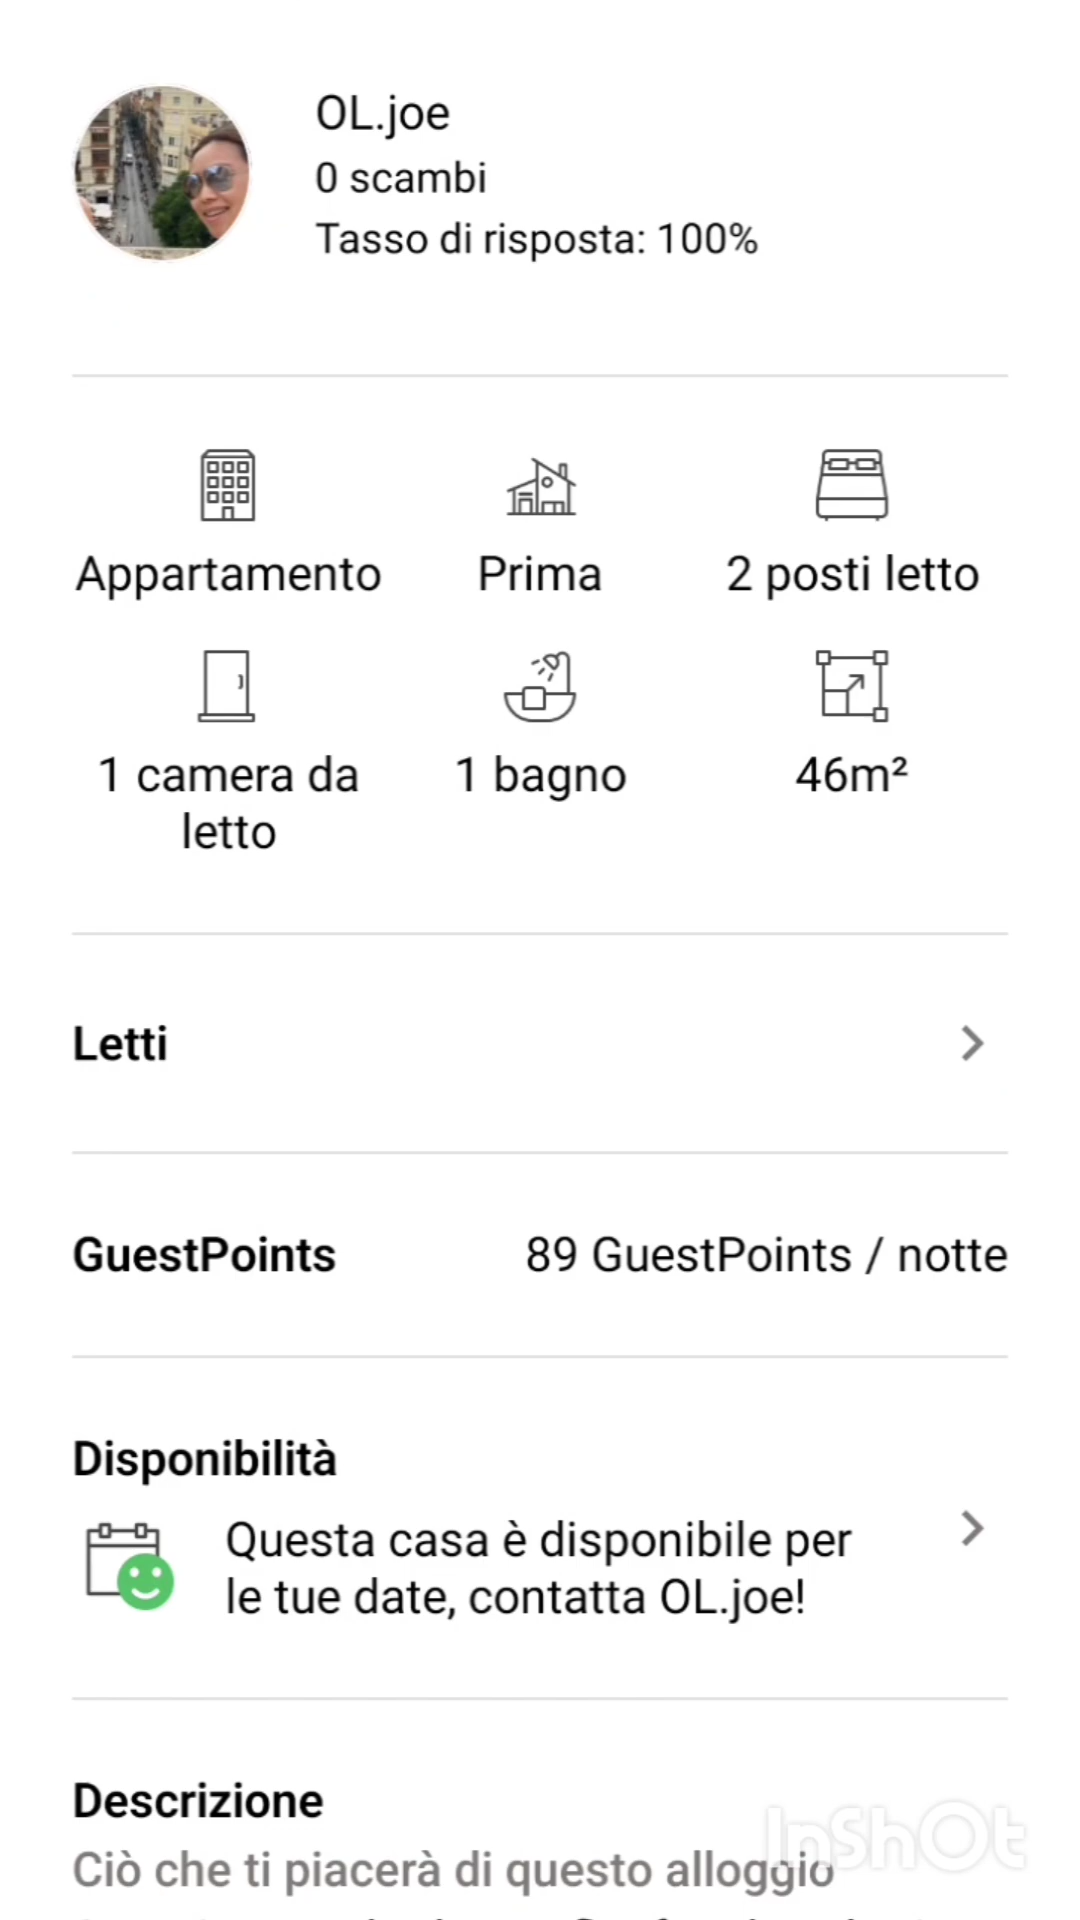 OL.joe
0 scambi
Tasso di risposta: 100%
Appartamento
Prima
2 posti letto
1 camera da
letto
1 bagno
46m²
Letti
GuestPoints
89 GuestPoints / notte
Disponibilità
Questa casa è disponibile per
le tue date, contatta OL.joe!
Descrizione
Ciò che ti piacerà di questo alloggio
InShOt